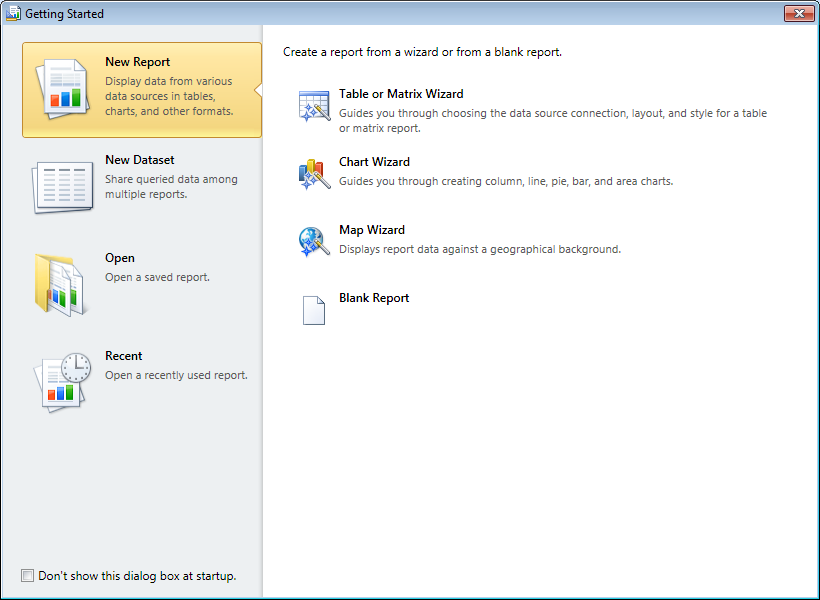 Getting Started
New Report
Display data from various
data sources in tables,
charts, and other formats.
New Dataset
Share queried data among
multiple reports.
Open
Open a saved report.
Recent
Open a recently used report.
Don't show this dialog box at startup.
Create a report from a wizard or from a blank report.
Table or Matrix Wizard
Guides you through choosing the data source connection, layout, and style for a table
or matrix report.
Chart Wizard
Guides you through creating column, line, pie, bar, and area charts.
Map Wizard
Displays report data against a geographical background.
Blank Report